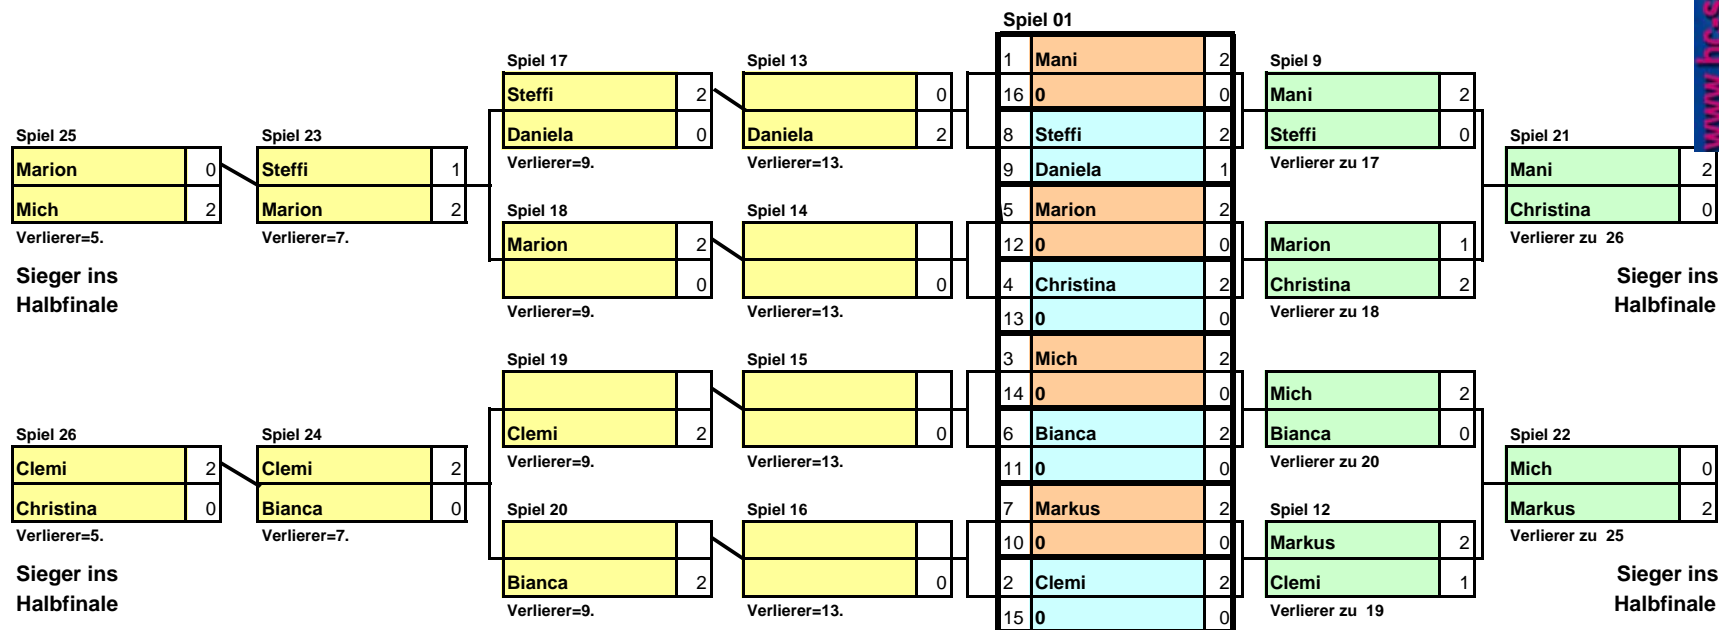 Spiel 01
1 Mani 2
16 0 0
8 Steffi 2
9 Daniela 1
5 Marion 2
12 0 0
4 Christina 2
13 0 0
3 Mich 2
14 0 0
6 Bianca 2
11 0 0
7 Markus 2
10 0 0
2 Clemi 2
15 0 0
Spiel 25
Marion 0
Mich 2
Verlierer=5.
Sieger ins
Halbfinale
Spiel 26
Clemi 2
Christina 0
Verlierer=5.
Sieger ins
Halbfinale
Spiel 23
Steffi 1
Marion 2
Verlierer=7.
Spiel 24
Clemi 2
Bianca 0
Verlierer=7.
Spiel 17
Steffi 2
Daniela 0
Verlierer=9.
Spiel 18
Marion 2
0
Verlierer=9.
Spiel 19
Clemi 2
Verlierer=9.
Spiel 20
Bianca 2
Verlierer=9.
Spiel 13
0
Daniela 2
Verlierer=13.
Spiel 14
0
Verlierer=13.
Spiel 15
0
Verlierer=13.
Spiel 16
0
Verlierer=13.
Spiel 9
Mani 2
Steffi 0
Verlierer zu 17
Marion 1
Christina 2
Verlierer zu 18
Mich 2
Bianca 0
Verlierer zu 20
Spiel 12
Markus 2
Clemi 1
Verlierer zu 19
Spiel 21
Mani 2
Christina 0
Verlierer zu 26
Sieger ins
Halbfinale
Spiel 22
Mich 0
Markus 2
Verlierer zu 25
Sieger ins
Halbfinale